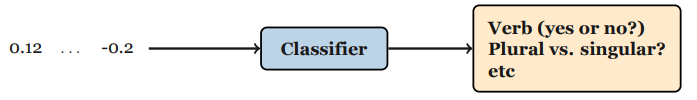 0.12 ... -0.2
Classifier
Verb (yes or no?)
Plural vs. singular?
etc